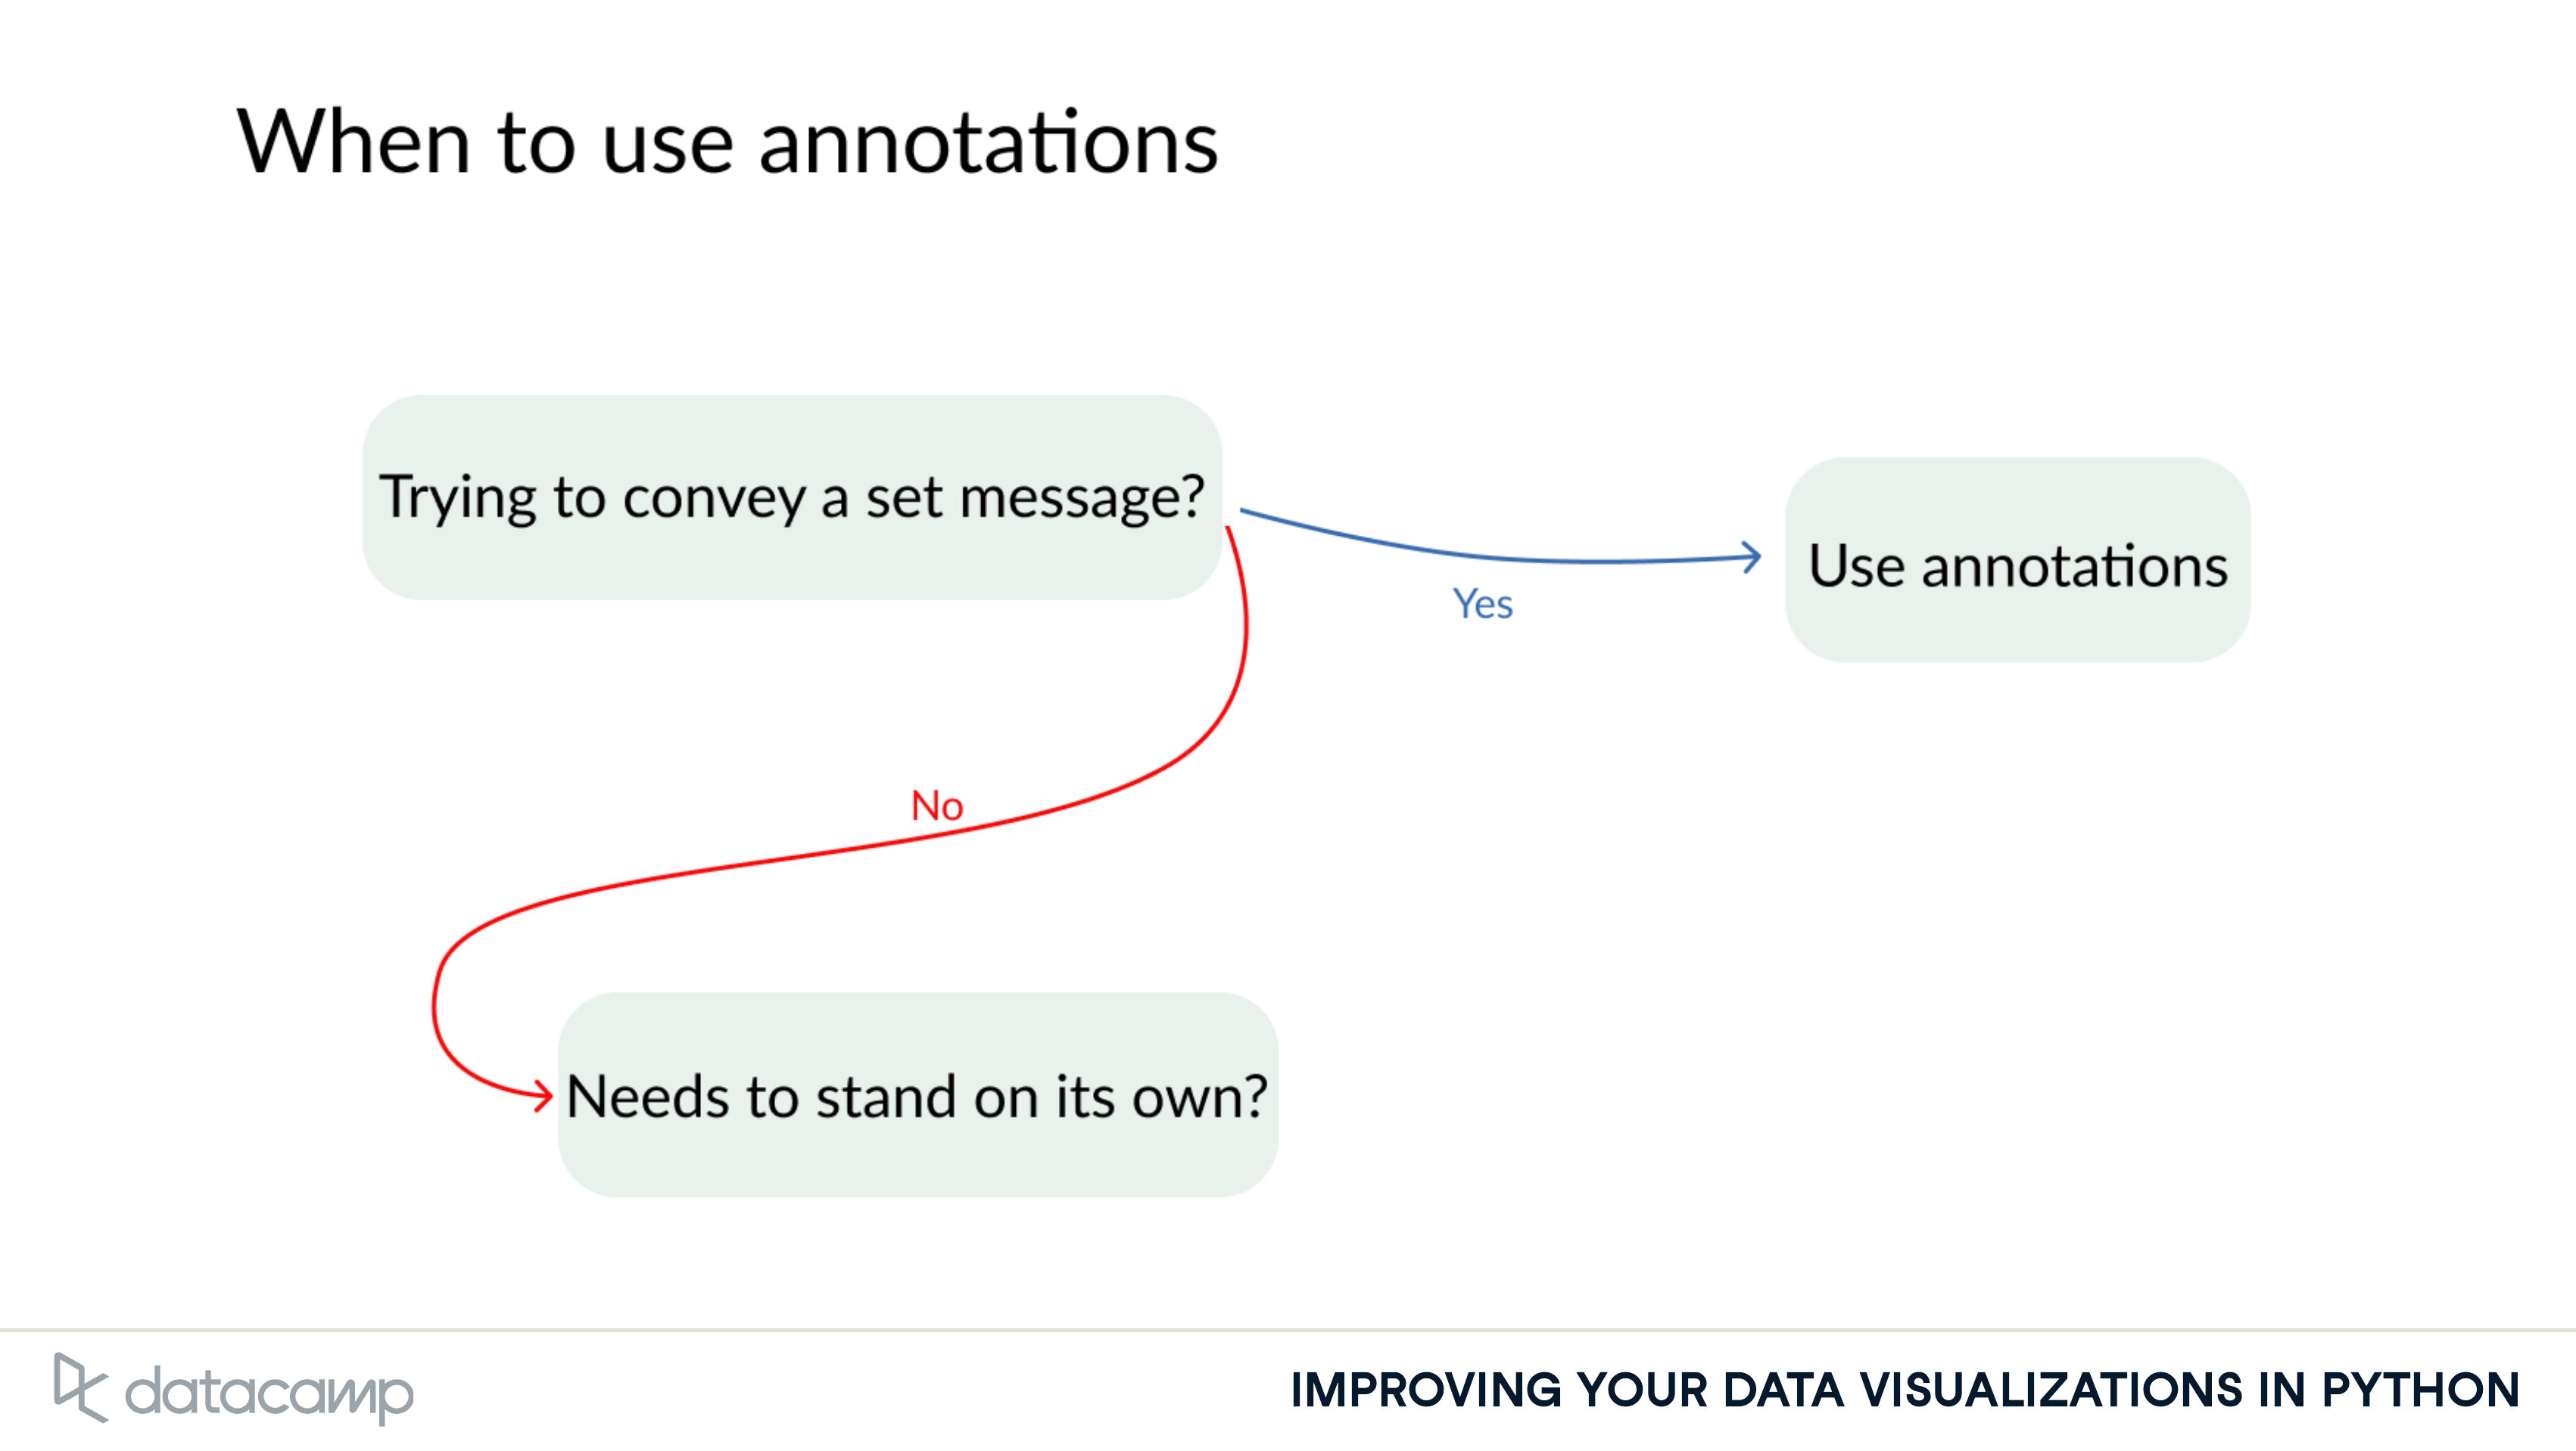 When to use annotations
Trying to convey a set message?
Yes
Use annotations
No
Needs to stand on its own?
datacamp
IMPROVING YOUR DATA VISUALIZATIONS IN PYTHON